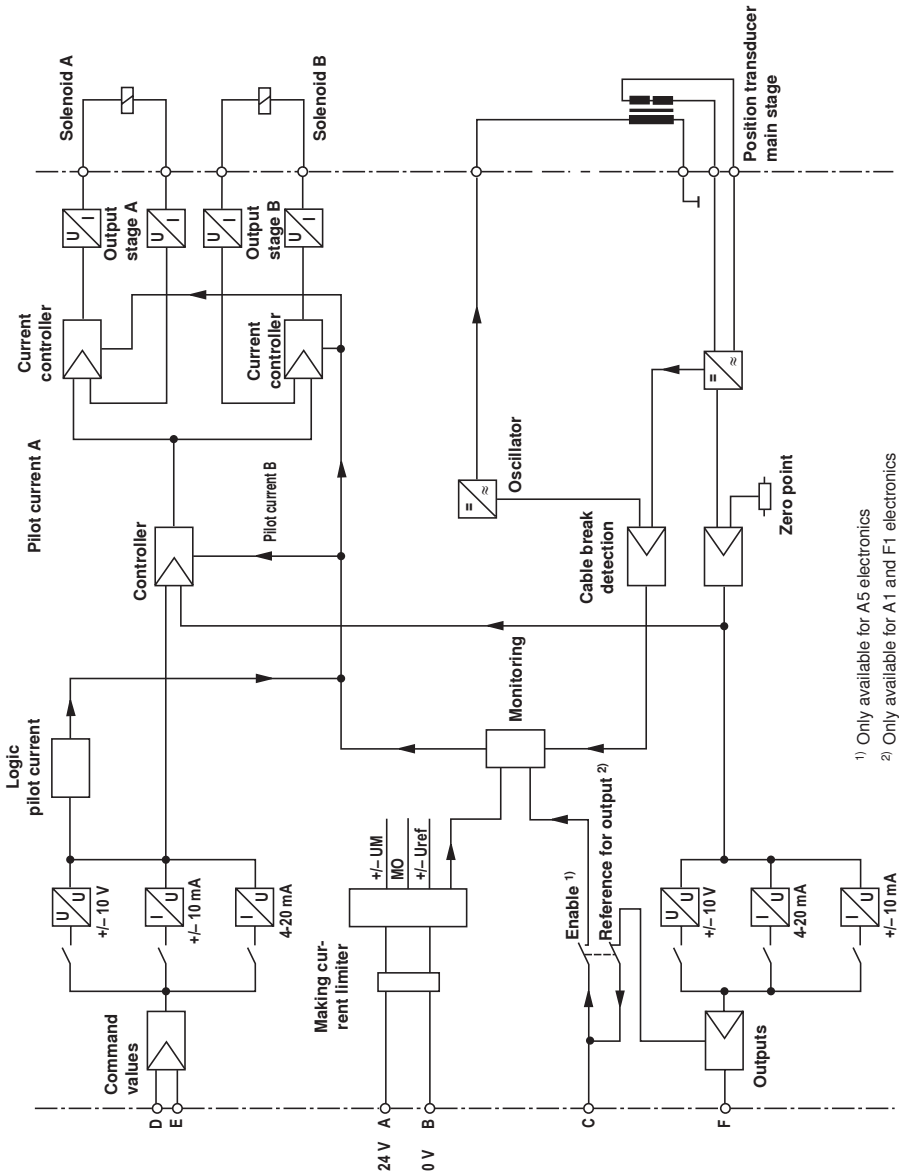 Solenoid A
Solenoid B
Position transducer
main stage
U
I
Output
stage A
U
I
U
I
Output
stage B
U
I
Current
controller
Current
controller
=
≈
Pilot current A
Pilot current B
=
≈
Oscillator
Zero point
Controller
Cable break
detection
Monitoring
Logic
pilot current
+/– UM
MO
+/– Uref
Enable 1)
Reference for output 2)
U
U
+/– 10 V
I
U
+/– 10 mA
I
U
4-20 mA
Making cur-
rent limiter
U
U
+/– 10 V
I
U
4-20 mA
I
U
+/– 10 mA
Command
values
Outputs
D
E
24 V A
0 V B
C
F
1) Only available for A5 electronics
2) Only available for A1 and F1 electronics